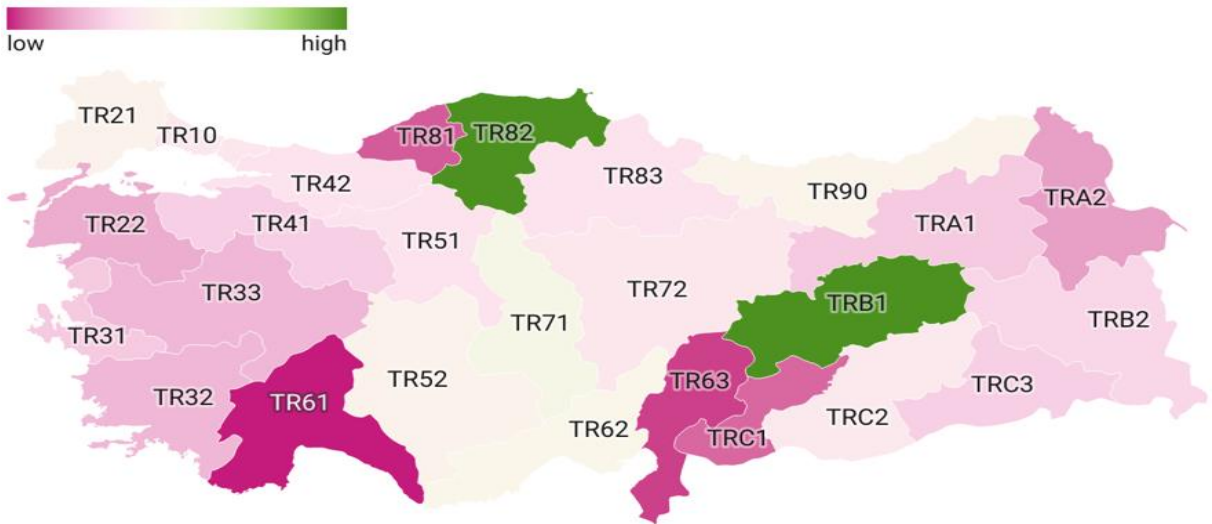 low high
TR21
TR10
TR81
TR82
TR42
TR83
TR90
TRA2
TR22
TR41
TR51
TRA1
TR33
TR72
TRB1
TRB2
TR31
TR71
TR52
TR63
TRC3
TR32
TR61
TR62
TRC1
TRC2